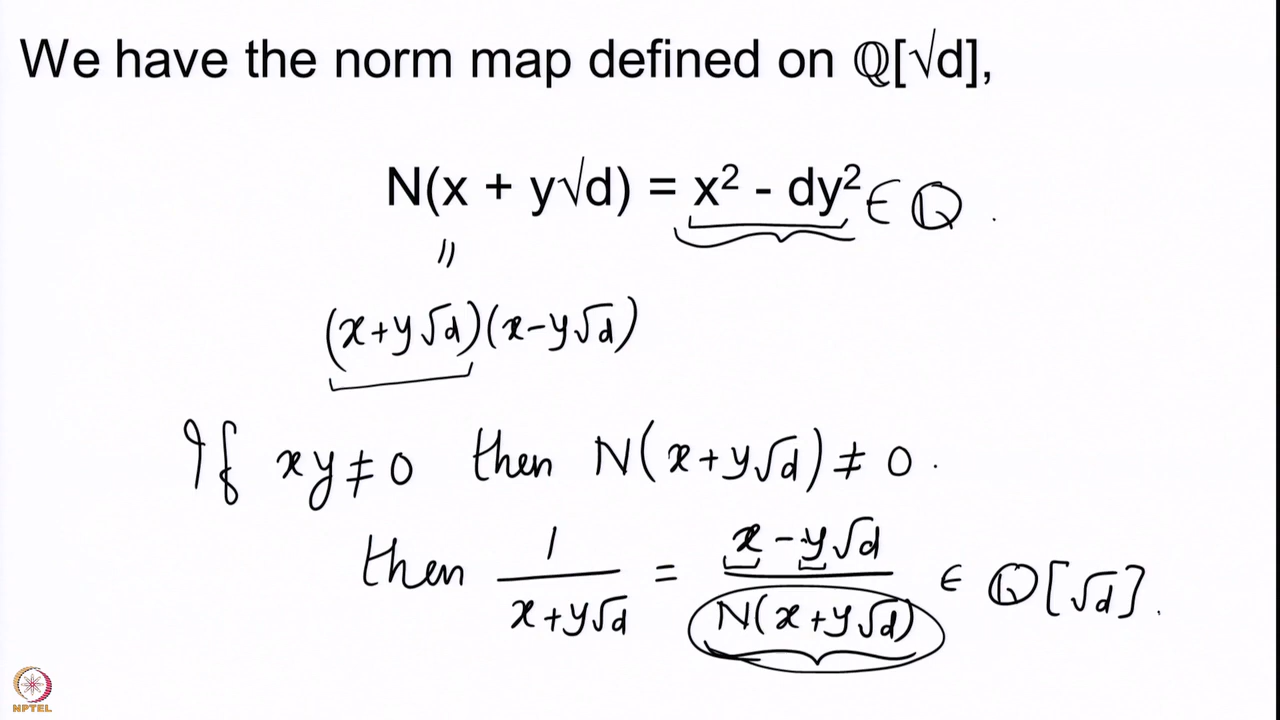 We have the norm map defined on ℚ[√d],
N(x + y√d) = x² - dy² ∈ ℚ .
=
(x+y√d)(x-y√d)
If xy≠0 then N(x+y√d) ≠ 0 .
then 1/(x+y√d) = (x-y√d)/N(x+y√d) ∈ ℚ[√d].
NPTEL